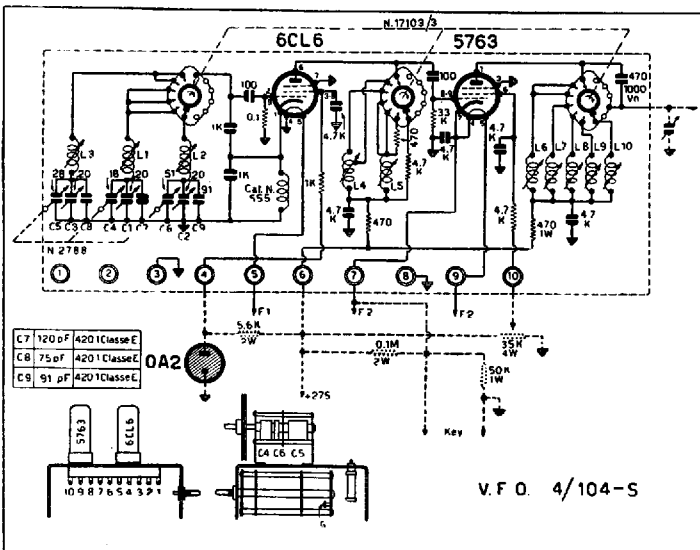 N.17103/3
6CL6
5763
100
0.1
1K
1K
Cat. N. 555
4.7K
1K
470
4.7K
100
33K
4.7K
4.7K
470
1000 Vn
L3
L1
L2
L4
L5
L6 L7 L8 L9 L10
28 20
18 20
51 91
C5 C3 C8
C4 C1 C7
C6 C2 C9
4.7K
470
4.7K
470 1W
4.7K
N 2788
1 2 3 4 5 6 7 8 9 10
F1
F2
F2
C7 120 pF 4201 Classe E
C8 75 pF 4201 Classe E
C9 91 pF 4201 Classe E
OA2
5.6K 2W
0.1M 2W
35K 4W
50K 1W
+275
Key
5763
6CL6
10 9 8 7 6 5 4 3 2 1
C4 C6 C5
V.F.O. 4/104-S